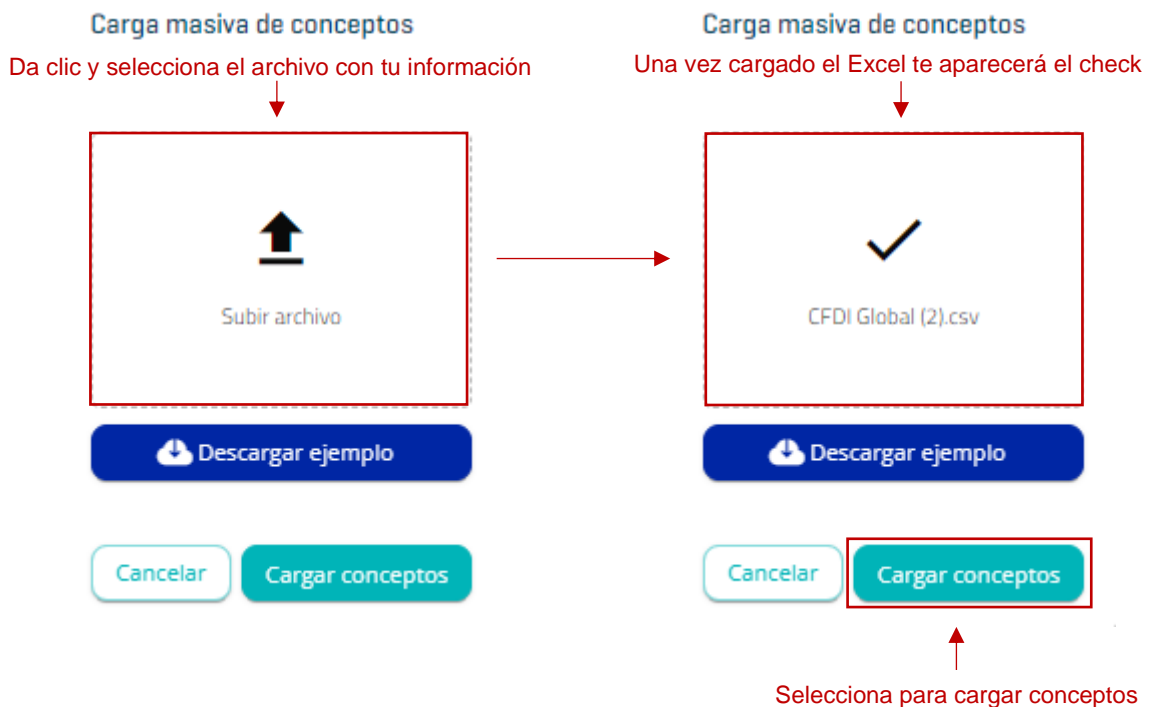 Carga masiva de conceptos
Da clic y selecciona el archivo con tu información
Subir archivo
Descargar ejemplo
Cancelar
Cargar conceptos
Carga masiva de conceptos
Una vez cargado el Excel te aparecerá el check
CFDI Global (2).csv
Descargar ejemplo
Cancelar
Cargar conceptos
Selecciona para cargar conceptos